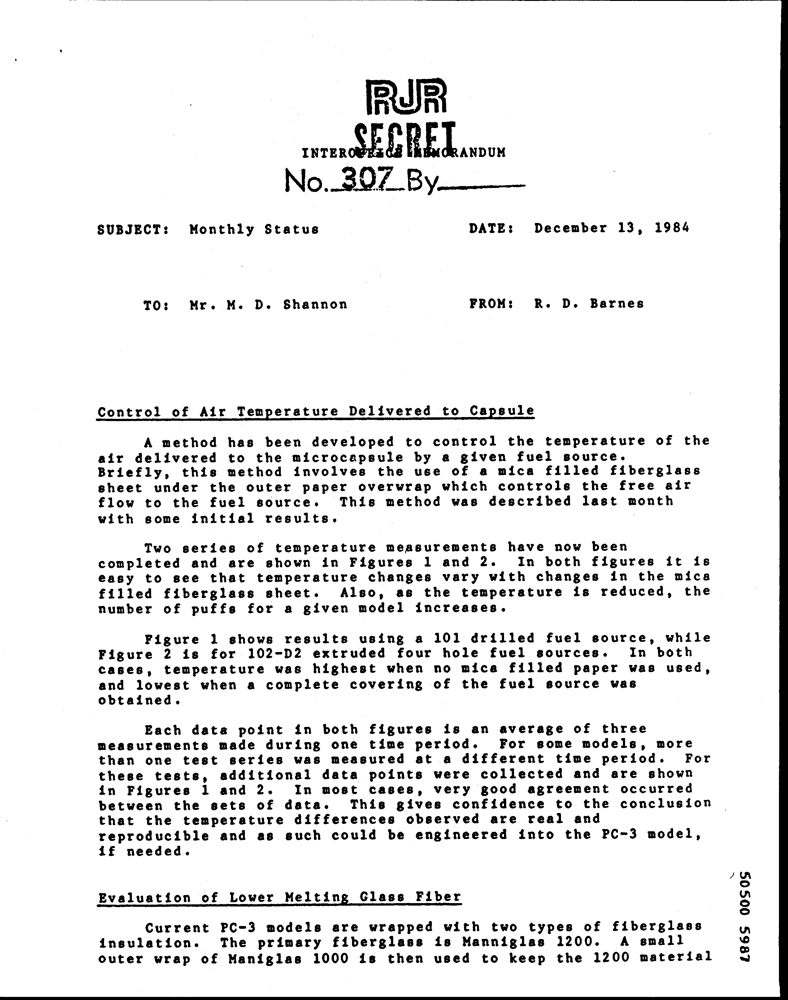 RJR
SECRET
INTEROFFICE MEMORANDUM
No. 307 By
SUBJECT: Monthly Status DATE: December 13, 1984
TO: Mr. M. D. Shannon FROM: R. D. Barnes
Control of Air Temperature Delivered to Capsule
A method has been developed to control the temperature of the
air delivered to the microcapsule by a given fuel source.
Briefly, this method involves the use of a mica filled fiberglass
sheet under the outer paper overwrap which controls the free air
flow to the fuel source. This method was described last month
with some initial results.
Two series of temperature measurements have now been
completed and are shown in Figures 1 and 2. In both figures it is
easy to see that temperature changes vary with changes in the mica
filled fiberglass sheet. Also, as the temperature is reduced, the
number of puffs for a given model increases.
Figure 1 shows results using a 101 drilled fuel source, while
Figure 2 is for 102-D2 extruded four hole fuel sources. In both
cases, temperature was highest when no mica filled paper was used,
and lowest when a complete covering of the fuel source was
obtained.
Each data point in both figures is an average of three
measurements made during one time period. For some models, more
than one test series was measured at a different time period. For
these tests, additional data points were collected and are shown
in Figures 1 and 2. In most cases, very good agreement occurred
between the sets of data. This gives confidence to the conclusion
that the temperature differences observed are real and
reproducible and as such could be engineered into the PC-3 model,
if needed.
Evaluation of Lower Melting Glass Fiber
Current PC-3 models are wrapped with two types of fiberglass
insulation. The primary fiberglass is Manniglas 1200. A small
outer wrap of Maniglas 1000 is then used to keep the 1200 material
50500 5987